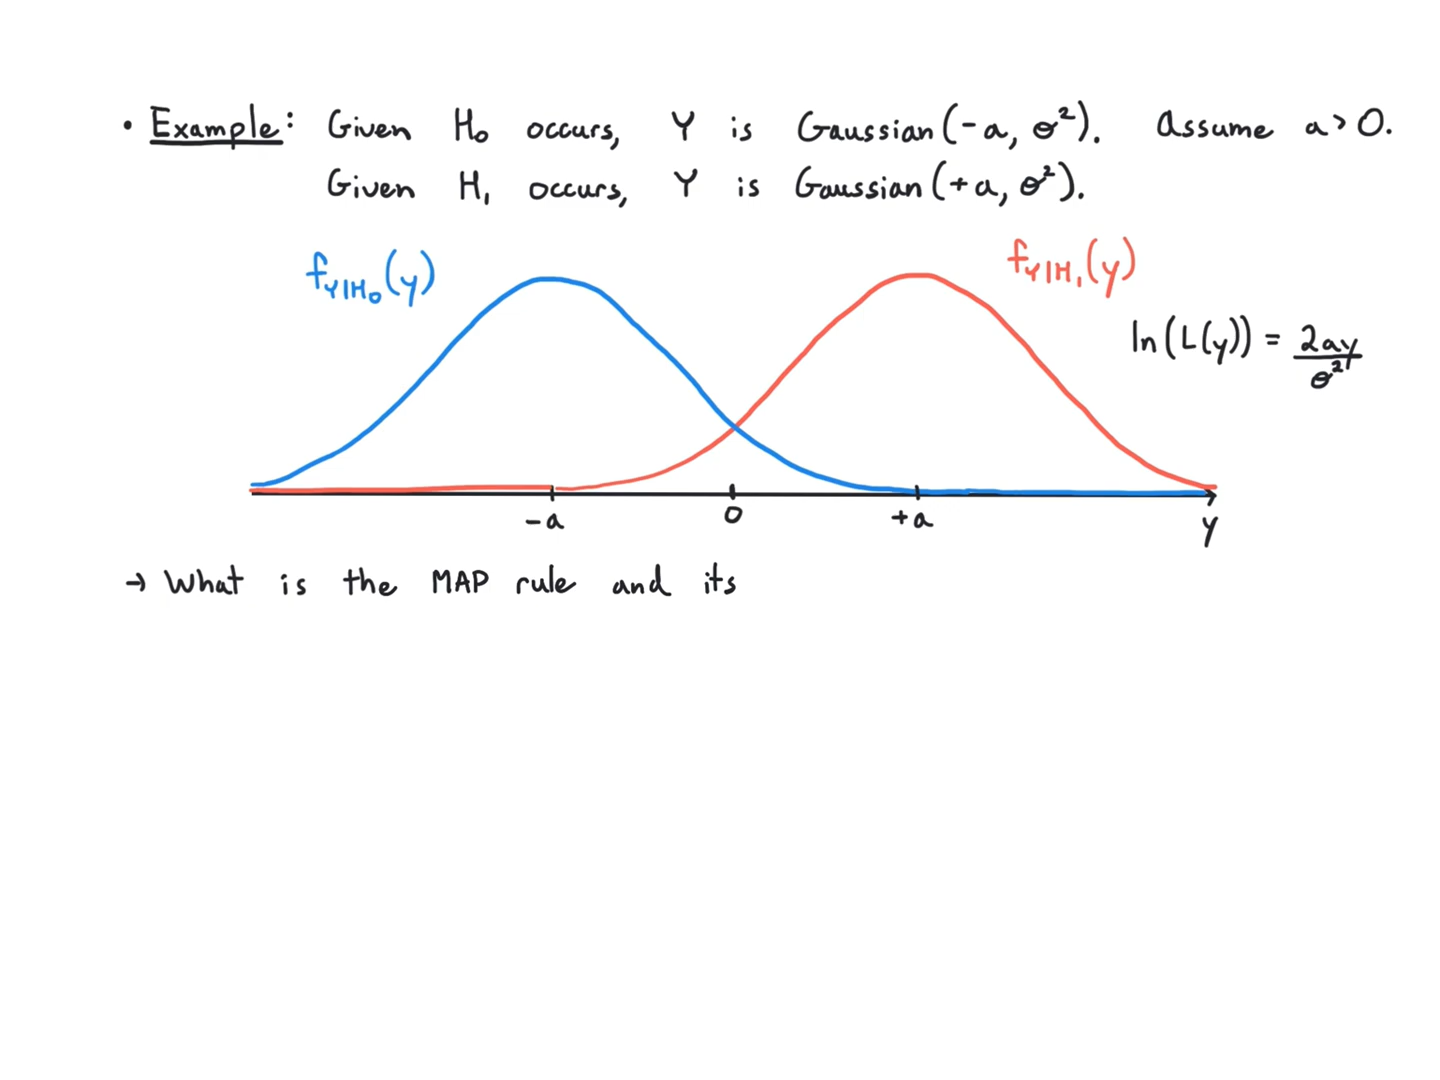 • Example: Given H₀ occurs, Y is Gaussian(-a, σ²). Assume a > 0.
Given H₁ occurs, Y is Gaussian(+a, σ²).
f_{Y|H₀}(y)
f_{Y|H₁}(y)
ln(L(y)) = 2ay/σ²
-a 0 +a y
→ What is the MAP rule and its